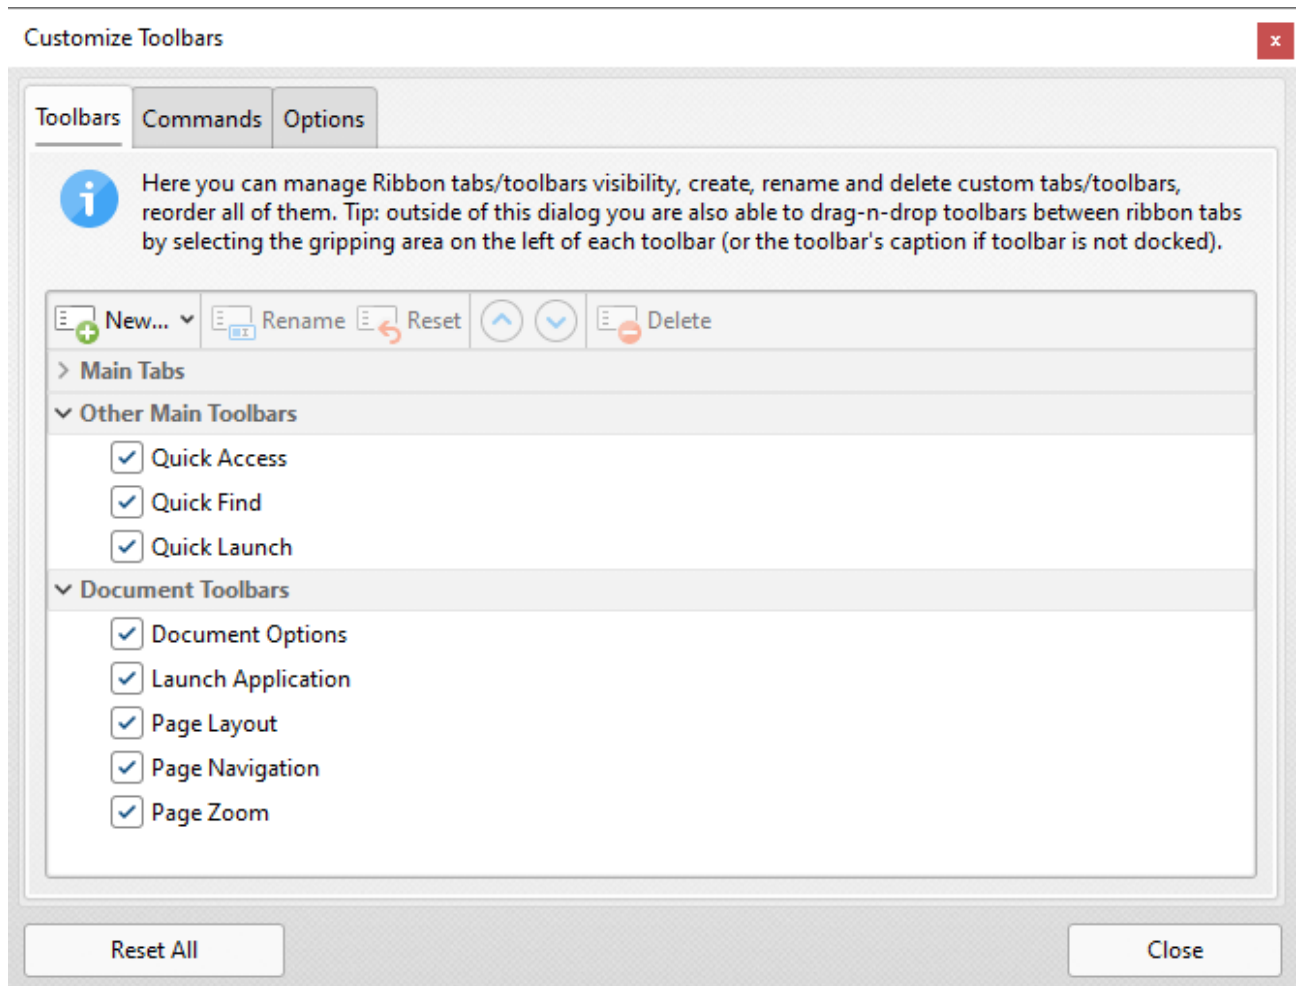 Customize Toolbars
x
Toolbars Commands Options
Here you can manage Ribbon tabs/toolbars visibility, create, rename and delete custom tabs/toolbars,
reorder all of them. Tip: outside of this dialog you are also able to drag-n-drop toolbars between ribbon tabs
by selecting the gripping area on the left of each toolbar (or the toolbar's caption if toolbar is not docked).
New... Rename Reset Delete
Main Tabs
Other Main Toolbars
Quick Access
Quick Find
Quick Launch
Document Toolbars
Document Options
Launch Application
Page Layout
Page Navigation
Page Zoom
Reset All Close